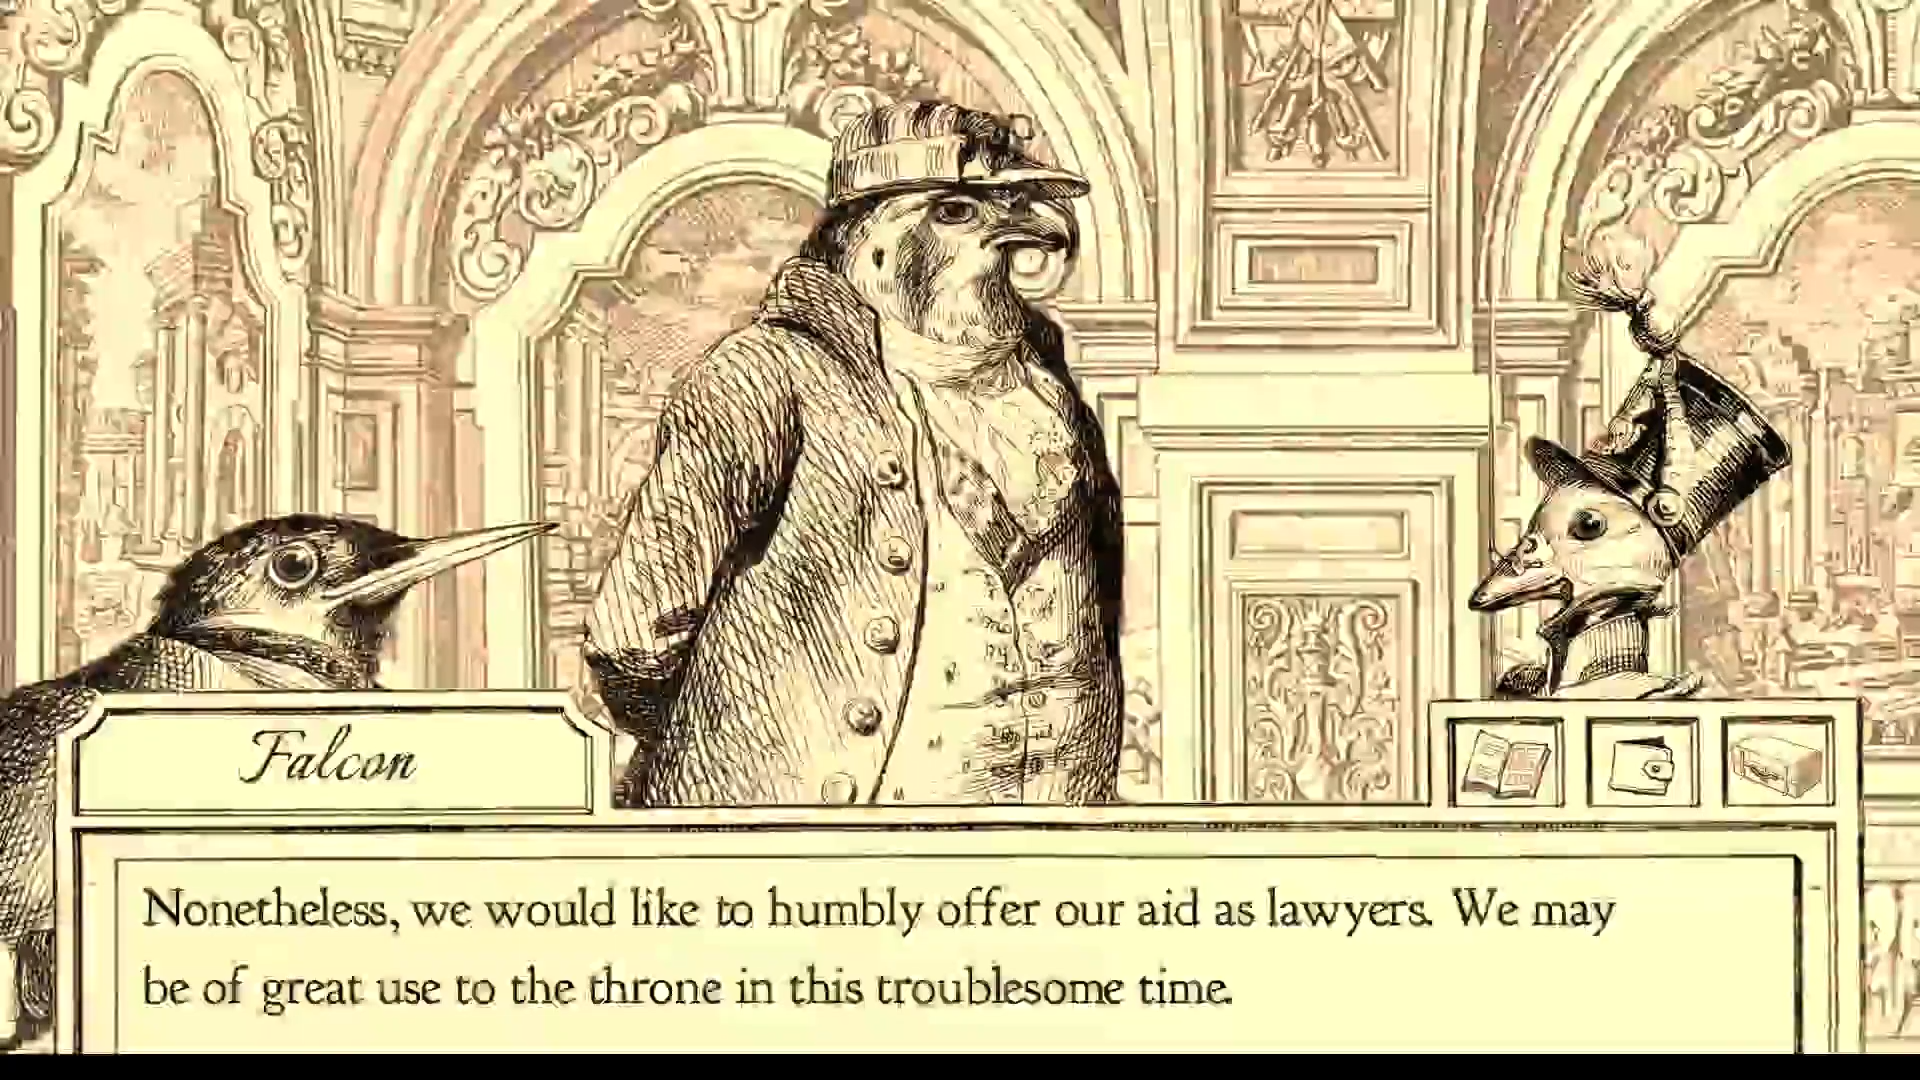 Falcon
Nonetheless, we would like to humbly offer our aid as lawyers. We may
be of great use to the throne in this troublesome time.